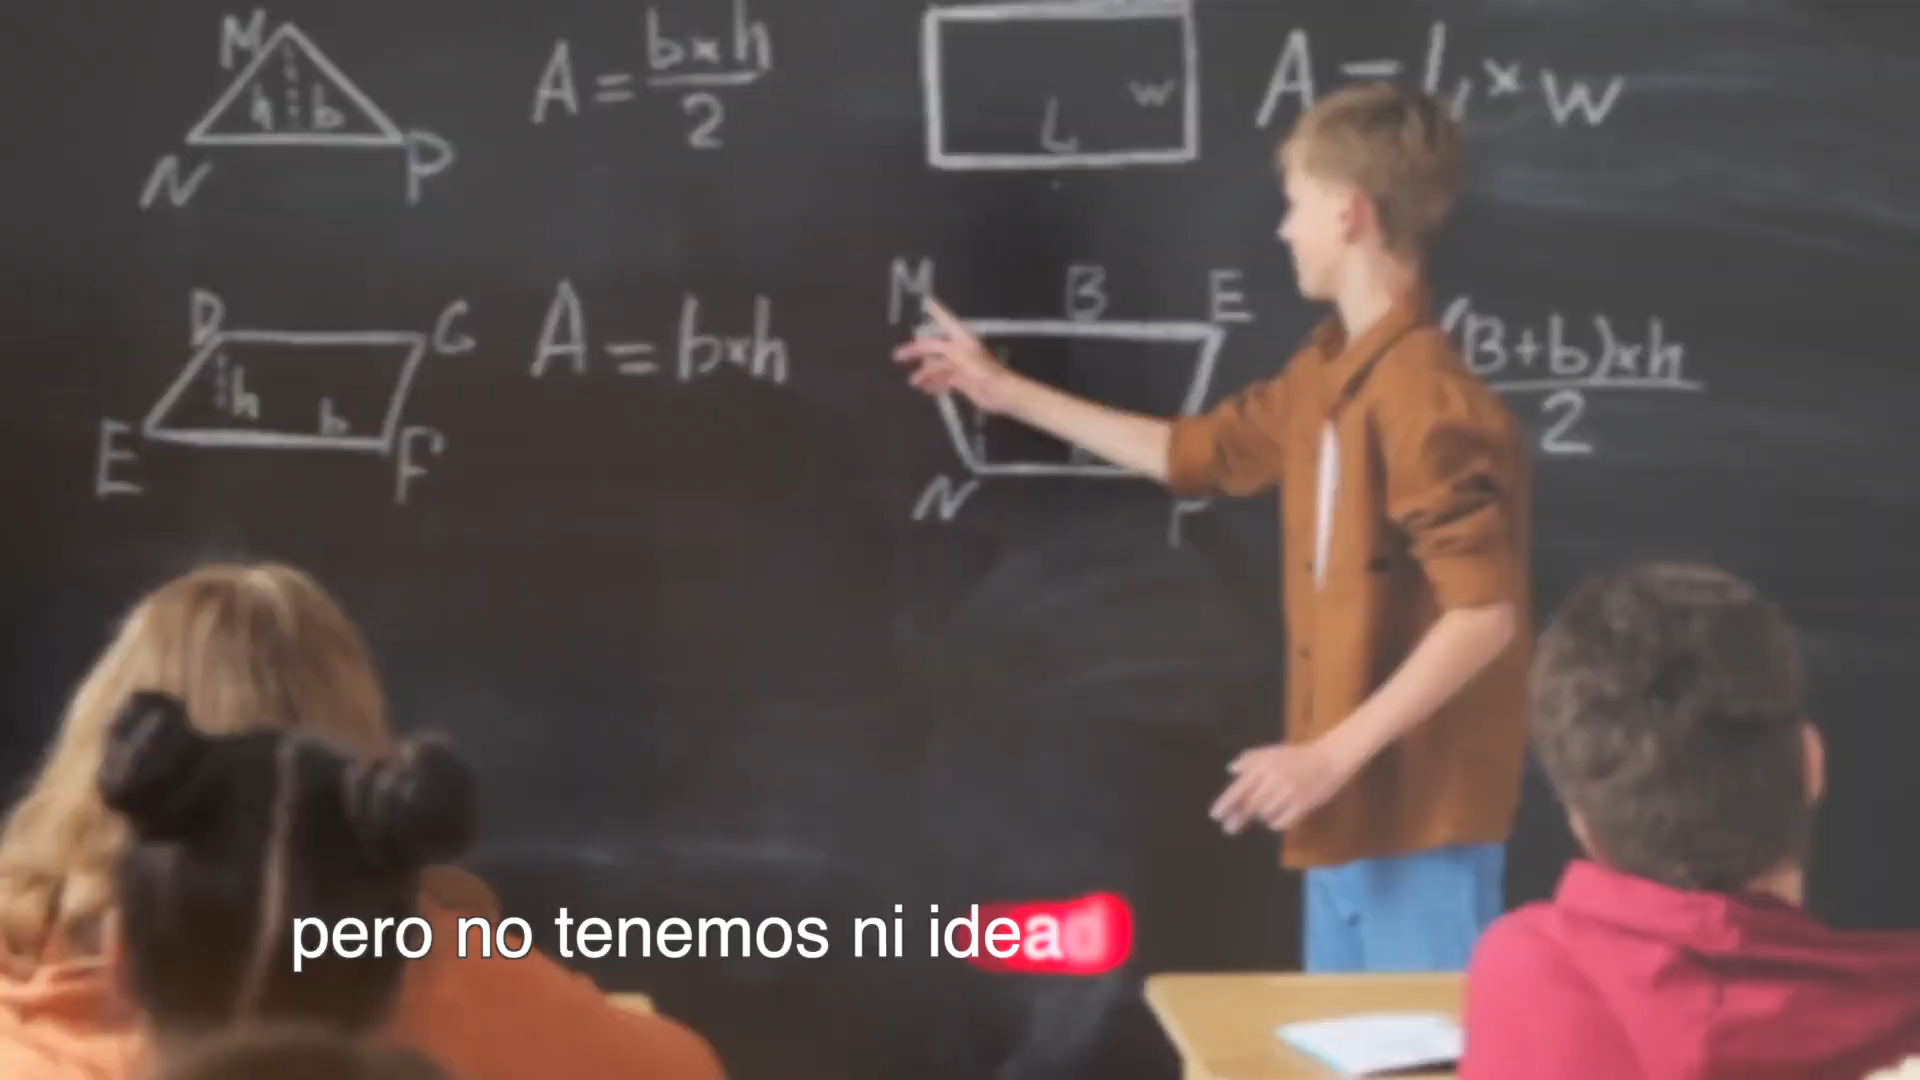 M
h b
N P
A = b×h
2
L w
A = L × w
D G
h b
E F
A = b×h
M B E
N
(B+b)×h
2
pero no tenemos ni idea